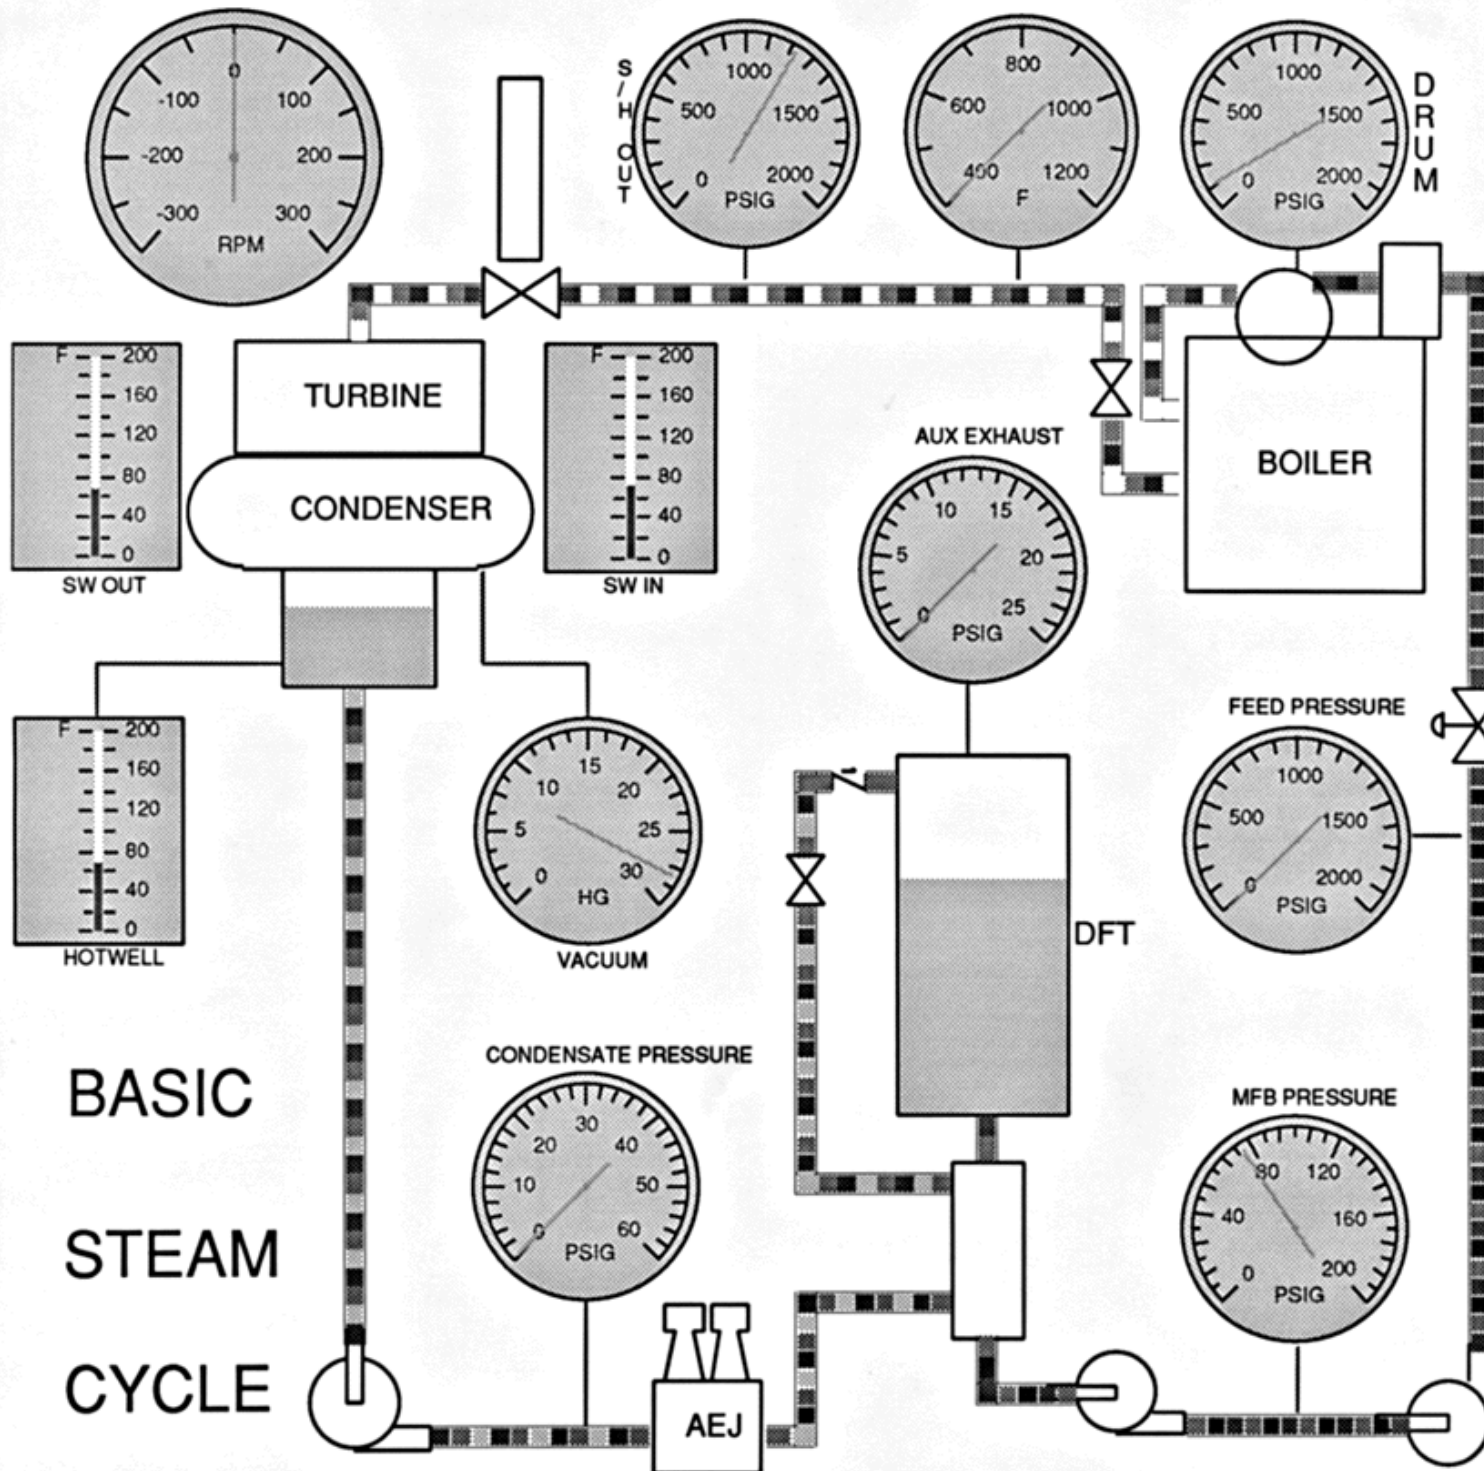 S/H OUT
DRUM
0
-100
100
-200
200
-300
300
RPM
1000
500
1500
0
2000
PSIG
800
600
1000
400
1200
F
1000
500
1500
0
2000
PSIG
F
200
160
120
80
40
0
SW OUT
TURBINE
CONDENSER
F
200
160
120
80
40
0
SW IN
AUX EXHAUST
10
15
5
20
0
25
PSIG
BOILER
F
200
160
120
80
40
0
HOTWELL
15
10
20
5
25
0
30
HG
VACUUM
DFT
FEED PRESSURE
1000
500
1500
0
2000
PSIG
BASIC
STEAM
CYCLE
CONDENSATE PRESSURE
30
20
40
10
50
0
60
PSIG
AEJ
MFB PRESSURE
80
120
40
160
0
200
PSIG